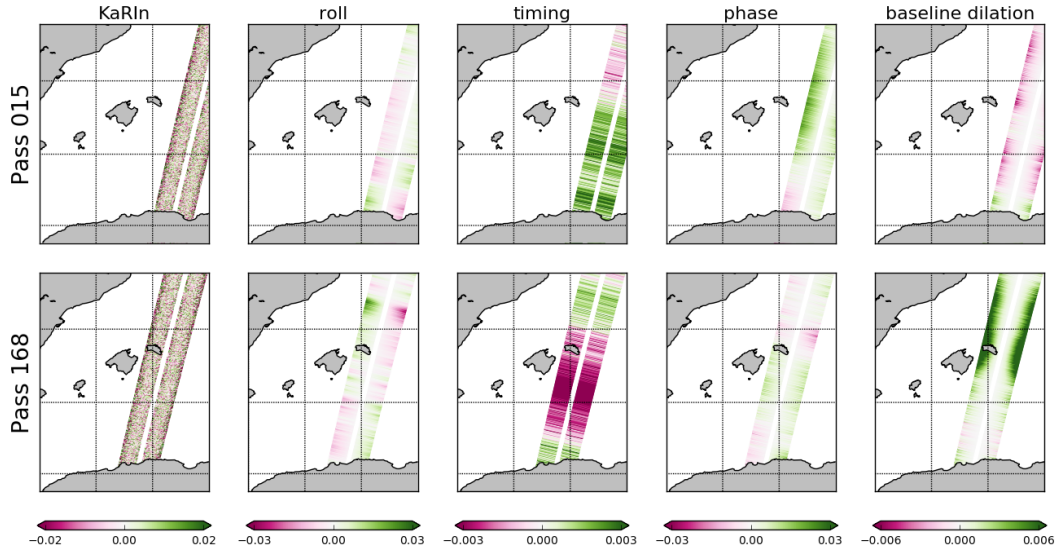 KaRIn roll timing phase baseline dilation
Pass 015
Pass 168
−0.02 0.00 0.02 −0.03 0.00 0.03 −0.003 0.000 0.003 −0.03 0.00 0.03 −0.006 0.000 0.006